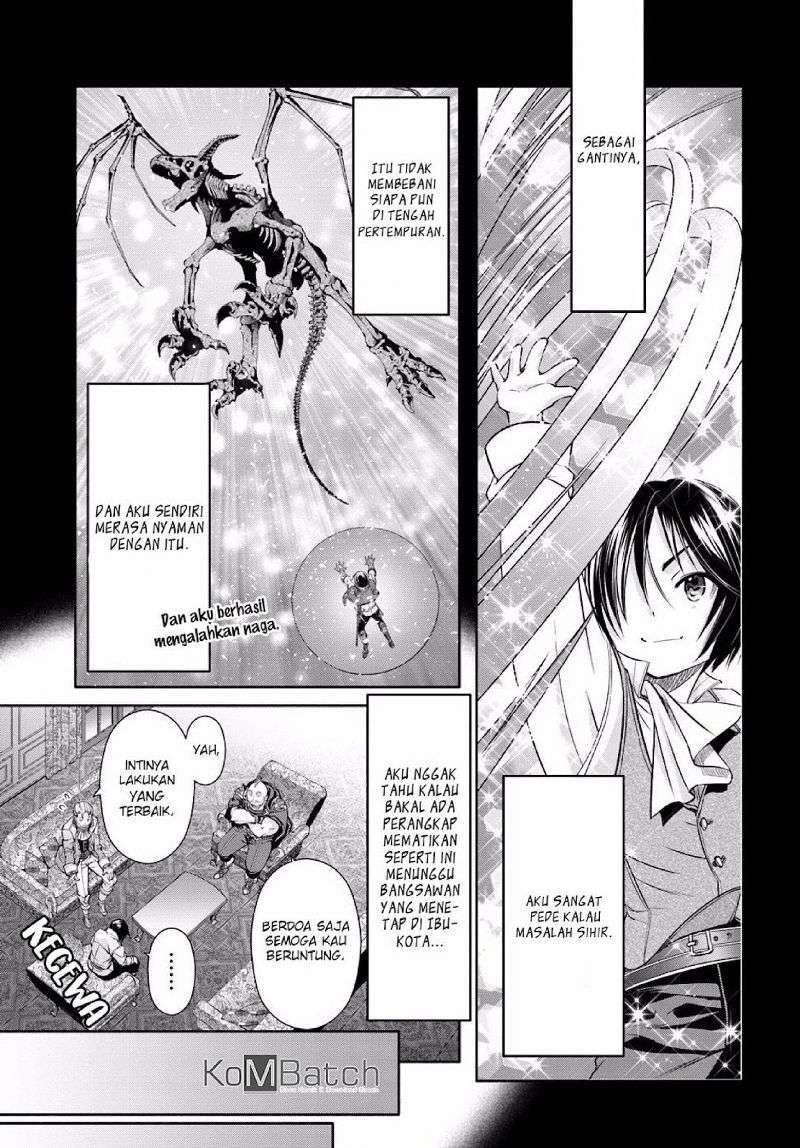 SEBAGAI
GANTINYA,
AKU SANGAT
PEDE KALAU
MASALAH SIHIR.
ITU TIDAK
MEMBEBANI
SIAPA PUN
DI TENGAH
PERTEMPURAN.
DAN AKU SENDIRI
MERASA NYAMAN
DENGAN ITU.
Dan aku berhasil
mengalahkan naga.
AKU NGGAK
TAHU KALAU
BAKAL ADA
PERANGKAP
MEMATIKAN
SEPERTI INI
MENUNGGU
BANGSAWAN
YANG MENE-
TAP DI IBU-
KOTA...
YAH,
INTINYA
LAKUKAN
YANG
TERBAIK.
BERDOA SAJA
SEMOGA KAU
BERUNTUNG.
....
KECEWA
KoMBatch